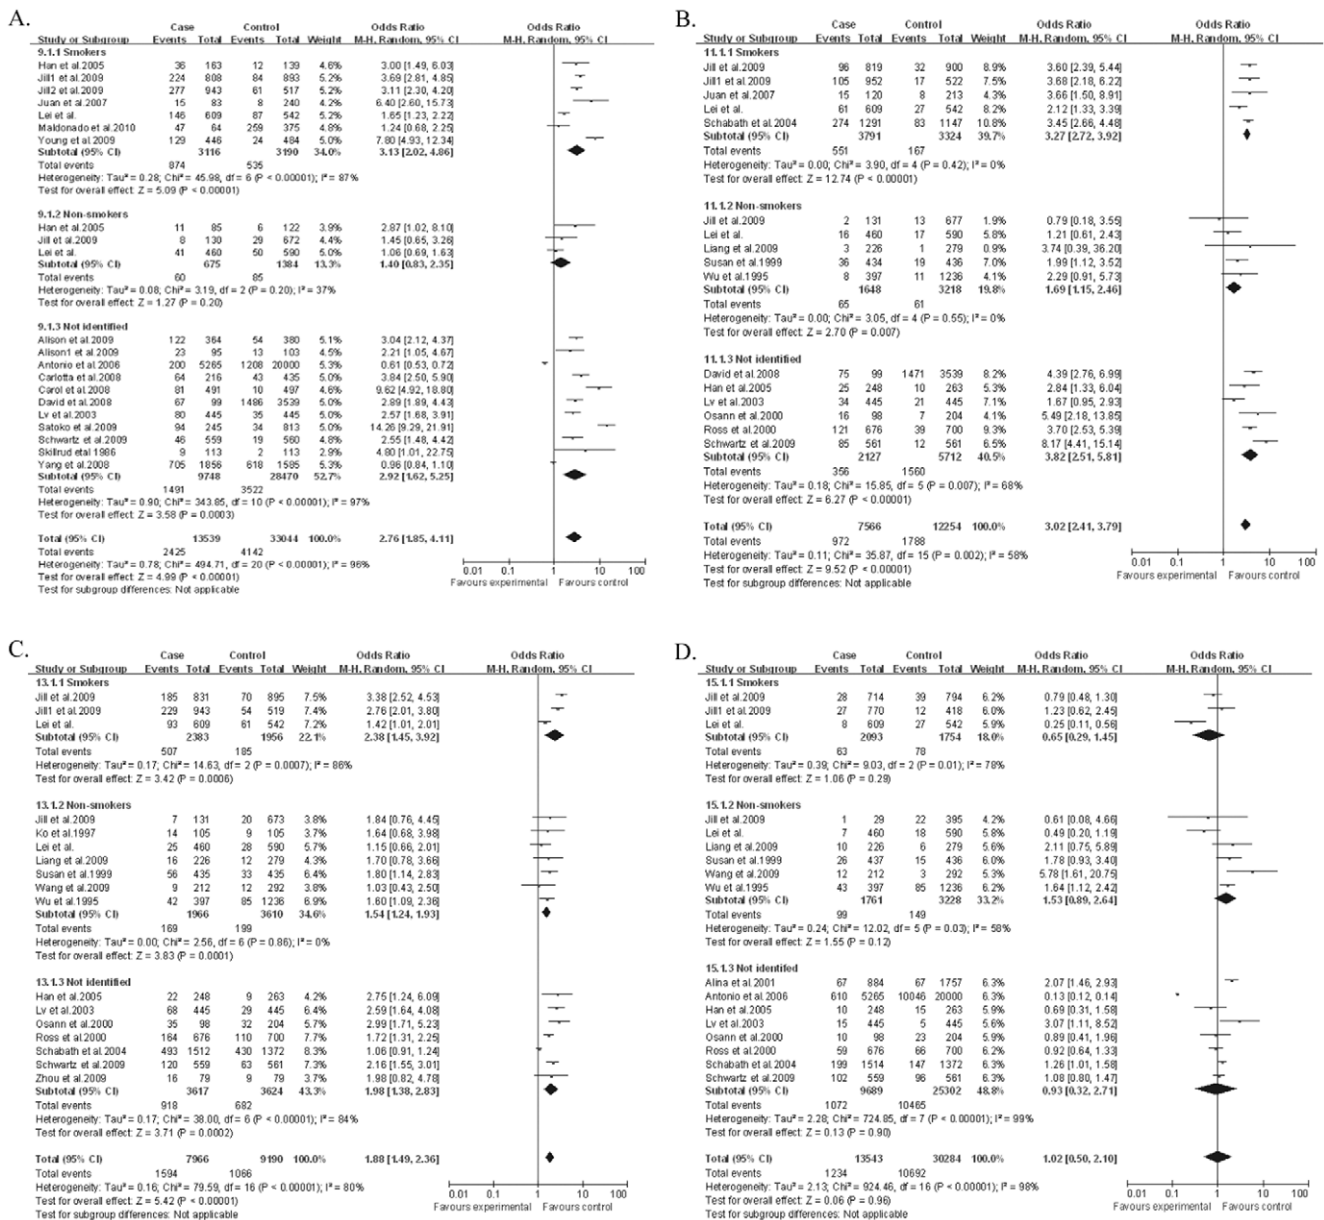 A.
Case Control Odds Ratio Odds Ratio
Study or Subgroup Events Total Events Total Weight M-H, Random, 95% CI M-H, Random, 95% CI
9.1.1 Smokers
Han et.2005 36 163 12 139 4.6% 3.00 [1.49, 6.03]
Jill1 et.2009 224 808 84 893 5.2% 3.69 [2.81, 4.85]
Jill2 et.2009 277 943 61 517 5.2% 3.11 [2.30, 4.20]
Juan et al.2007 15 83 8 240 4.2% 6.40 [2.60, 15.73]
Lei et al. 146 609 87 542 5.2% 1.65 [1.23, 2.22]
Maldonado et al.2010 47 64 259 375 4.8% 1.24 [0.68, 2.25]
Young et al.2009 129 446 24 484 5.0% 7.80 [4.93, 12.34]
Subtotal (95% CI) 3116 3190 34.0% 3.13 [2.02, 4.86]
Total events 874 535
Heterogeneity: Tau² = 0.28; Chi² = 45.98, df = 6 (P < 0.00001); I² = 87%
Test for overall effect: Z = 5.09 (P < 0.00001)
9.1.2 Non-smokers
Han et.2005 11 85 6 122 3.9% 2.87 [1.02, 8.10]
Jill et al.2009 8 130 29 672 4.4% 1.45 [0.65, 3.26]
Lei et al. 41 460 50 590 5.0% 1.06 [0.69, 1.63]
Subtotal (95% CI) 675 1384 13.3% 1.40 [0.83, 2.35]
Total events 60 85
Heterogeneity: Tau² = 0.08; Chi² = 3.19, df = 2 (P = 0.20); I² = 37%
Test for overall effect: Z = 1.27 (P = 0.20)
9.1.3 Not identified
Alison et al.2009 122 364 54 380 5.1% 3.04 [2.12, 4.37]
Alison1 et al.2009 23 95 13 103 4.5% 2.21 [1.05, 4.67]
Antonio et al.2006 200 5265 1208 20000 5.3% 0.61 [0.53, 0.72]
Carlotta et al.2008 64 216 43 435 5.0% 3.84 [2.50, 5.90]
Carol et al.2008 81 491 10 497 4.6% 9.62 [4.92, 18.80]
David et al.2008 67 99 1486 3539 5.0% 2.89 [1.89, 4.43]
Lv et al.2003 80 445 35 445 5.0% 2.57 [1.68, 3.91]
Satoko et al.2009 94 245 34 813 5.0% 14.26 [9.29, 21.91]
Schwartz et al.2009 46 559 19 560 4.8% 2.55 [1.48, 4.42]
Skillrud etal 1986 9 113 2 113 3.0% 4.80 [1.01, 22.75]
Yang et al.2008 705 1856 618 1585 5.3% 0.96 [0.84, 1.10]
Subtotal (95% CI) 9748 28470 52.7% 2.92 [1.62, 5.25]
Total events 1491 3522
Heterogeneity: Tau² = 0.90; Chi² = 343.85, df = 10 (P < 0.00001); I² = 97%
Test for overall effect: Z = 3.58 (P = 0.0003)
Total (95% CI) 13539 33044 100.0% 2.76 [1.85, 4.11]
Total events 2425 4142
Heterogeneity: Tau² = 0.78; Chi² = 494.71, df = 20 (P < 0.00001); I² = 96%
Test for overall effect: Z = 4.99 (P < 0.00001)
Test for subgroup differences: Not applicable
0.01 0.1 1 10 100
Favours experimental Favours control
B.
Case Control Odds Ratio Odds Ratio
Study or Subgroup Events Total Events Total Weight M-H, Random, 95% CI M-H, Random, 95% CI
11.1.1 Smokers
Jill et al.2009 96 819 32 900 8.9% 3.60 [2.39, 5.44]
Jill1 et al.2009 105 952 17 522 7.8% 3.68 [2.18, 6.22]
Juan et al.2007 15 120 8 213 4.4% 3.66 [1.50, 8.91]
Lei et al. 61 609 27 542 8.2% 2.12 [1.33, 3.39]
Schabath et al.2004 274 1291 83 1147 10.8% 3.45 [2.66, 4.48]
Subtotal (95% CI) 3791 3324 39.7% 3.27 [2.72, 3.92]
Total events 551 167
Heterogeneity: Tau² = 0.00; Chi² = 3.90, df = 4 (P = 0.42); I² = 0%
Test for overall effect: Z = 12.74 (P < 0.00001)
11.1.2 Non-smokers
Jill et al.2009 2 131 13 677 1.9% 0.79 [0.18, 3.55]
Lei et al. 16 460 17 590 6.2% 1.21 [0.61, 2.43]
Liang et al.2009 3 226 1 279 0.9% 3.74 [0.39, 36.20]
Susan et al.1999 36 434 19 436 7.5% 1.99 [1.12, 3.52]
Wu et al.1995 8 397 11 1236 4.1% 2.29 [0.91, 5.73]
Subtotal (95% CI) 1648 3218 19.8% 1.69 [1.15, 2.46]
Total events 65 61
Heterogeneity: Tau² = 0.00; Chi² = 3.05, df = 4 (P = 0.55); I² = 0%
Test for overall effect: Z = 2.70 (P = 0.007)
11.1.3 Not identified
David et al.2008 75 99 1471 3539 8.2% 4.39 [2.76, 6.99]
Han et al.2005 25 248 10 263 5.5% 2.84 [1.33, 6.04]
Lv et al.2003 34 445 21 445 7.5% 1.67 [0.95, 2.93]
Osann et al.2000 16 98 7 204 4.1% 5.49 [2.18, 13.85]
Ross et al.2000 121 676 39 700 9.4% 3.70 [2.53, 5.39]
Schwartz et al.2009 85 561 12 561 6.8% 8.17 [4.41, 15.14]
Subtotal (95% CI) 2127 5712 40.5% 3.82 [2.51, 5.81]
Total events 356 1560
Heterogeneity: Tau² = 0.18; Chi² = 15.85, df = 5 (P = 0.007); I² = 68%
Test for overall effect: Z = 6.27 (P < 0.00001)
Total (95% CI) 7566 12254 100.0% 3.02 [2.41, 3.79]
Total events 972 1788
Heterogeneity: Tau² = 0.11; Chi² = 35.87, df = 15 (P = 0.002); I² = 58%
Test for overall effect: Z = 9.52 (P < 0.00001)
Test for subgroup differences: Not applicable
0.01 0.1 1 10 100
Favours experimental Favours control
C.
Case Control Odds Ratio Odds Ratio
Study or Subgroup Events Total Events Total Weight M-H, Random, 95% CI M-H, Random, 95% CI
13.1.1 Smokers
Jill et al.2009 185 831 70 895 7.5% 3.38 [2.52, 4.53]
Jill1 et al.2009 229 943 54 519 7.4% 2.76 [2.01, 3.80]
Lei et al. 93 609 61 542 7.2% 1.42 [1.01, 2.01]
Subtotal (95% CI) 2383 1956 22.1% 2.38 [1.45, 3.92]
Total events 507 185
Heterogeneity: Tau² = 0.17; Chi² = 14.63, df = 2 (P = 0.0007); I² = 86%
Test for overall effect: Z = 3.42 (P = 0.0006)
13.1.2 Non-smokers
Jill et al.2009 7 131 20 673 3.8% 1.84 [0.76, 4.45]
Ko et al.1997 14 105 9 105 3.7% 1.64 [0.68, 3.98]
Lei et al. 25 460 28 590 5.7% 1.15 [0.66, 2.01]
Liang et al.2009 16 226 12 279 4.4% 1.70 [0.78, 3.66]
Susan et al.1999 56 435 33 435 6.5% 1.80 [1.14, 2.83]
Wang et al.2009 9 212 12 292 3.8% 1.03 [0.43, 2.50]
Wu et al.1995 42 397 85 1236 6.9% 1.60 [1.09, 2.36]
Subtotal (95% CI) 1966 3610 34.6% 1.54 [1.24, 1.93]
Total events 169 199
Heterogeneity: Tau² = 0.00; Chi² = 2.56, df = 6 (P = 0.86); I² = 0%
Test for overall effect: Z = 3.83 (P = 0.0001)
13.1.3 Not identified
Han et al.2005 22 248 9 263 4.2% 2.75 [1.24, 6.09]
Lv et al.2003 68 445 29 445 6.4% 2.59 [1.64, 4.08]
Osann et al.2000 35 98 32 204 5.7% 2.99 [1.71, 5.23]
Ross et al.2000 164 676 110 700 7.6% 1.72 [1.31, 2.25]
Schabath et al.2004 493 1512 430 1372 8.3% 1.06 [0.91, 1.24]
Schwartz et al.2009 120 559 63 561 7.2% 2.16 [1.55, 3.01]
Zhou et al.2009 16 79 9 79 3.7% 1.98 [0.82, 4.78]
Subtotal (95% CI) 3617 3624 43.3% 1.98 [1.38, 2.83]
Total events 918 682
Heterogeneity: Tau² = 0.17; Chi² = 38.00, df = 6 (P < 0.00001); I² = 84%
Test for overall effect: Z = 3.71 (P = 0.0002)
Total (95% CI) 7966 9190 100.0% 1.88 [1.49, 2.36]
Total events 1594 1066
Heterogeneity: Tau² = 0.16; Chi² = 79.59, df = 16 (P < 0.00001); I² = 80%
Test for overall effect: Z = 5.42 (P < 0.00001)
Test for subgroup differences: Not applicable
0.01 0.1 1 10 100
Favours experimental Favours control
D.
Case Control Odds Ratio Odds Ratio
Study or Subgroup Events Total Events Total Weight M-H, Random, 95% CI M-H, Random, 95% CI
15.1.1 Smokers
Jill et al.2009 28 714 39 794 6.2% 0.79 [0.48, 1.30]
Jill1 et al.2009 27 770 12 418 6.1% 1.23 [0.62, 2.45]
Lei et al. 8 609 27 542 5.8% 0.25 [0.11, 0.56]
Subtotal (95% CI) 2093 1754 18.0% 0.65 [0.29, 1.45]
Total events 63 78
Heterogeneity: Tau² = 0.39; Chi² = 9.03, df = 2 (P = 0.01); I² = 78%
Test for overall effect: Z = 1.06 (P = 0.29)
15.1.2 Non-smokers
Jill et al.2009 1 29 22 395 3.8% 0.61 [0.08, 4.66]
Lei et al. 7 460 18 590 5.8% 0.49 [0.20, 1.19]
Liang et al.2009 10 226 6 279 5.7% 2.11 [0.75, 5.89]
Susan et al.1999 26 437 15 436 6.1% 1.78 [0.93, 3.40]
Wang et al.2009 12 212 3 292 5.3% 5.78 [1.61, 20.75]
Wu et al.1995 43 397 85 1236 6.3% 1.64 [1.12, 2.42]
Subtotal (95% CI) 1761 3228 33.2% 1.53 [0.89, 2.64]
Total events 99 149
Heterogeneity: Tau² = 0.24; Chi² = 12.02, df = 5 (P = 0.03); I² = 58%
Test for overall effect: Z = 1.55 (P = 0.12)
15.1.3 Not identifed
Alina et al.2001 67 884 67 1757 6.3% 2.07 [1.46, 2.93]
Antonio et al.2006 610 5265 10046 20000 6.3% 0.13 [0.12, 0.14]
Han et al.2005 10 248 15 263 5.9% 0.69 [0.31, 1.58]
Lv et al.2003 15 445 5 445 5.7% 3.07 [1.11, 8.52]
Osann et al.2000 10 98 23 204 5.9% 0.89 [0.41, 1.96]
Ross et al.2000 59 676 66 700 6.3% 0.92 [0.64, 1.33]
Schabath et al.2004 199 1514 147 1372 6.3% 1.26 [1.01, 1.58]
Schwartz et al.2009 102 559 96 561 6.3% 1.08 [0.80, 1.47]
Subtotal (95% CI) 9689 25302 48.8% 0.93 [0.32, 2.71]
Total events 1072 10465
Heterogeneity: Tau² = 2.28; Chi² = 724.85, df = 7 (P < 0.00001); I² = 99%
Test for overall effect: Z = 0.13 (P = 0.90)
Total (95% CI) 13543 30284 100.0% 1.02 [0.50, 2.10]
Total events 1234 10692
Heterogeneity: Tau² = 2.13; Chi² = 924.46, df = 16 (P < 0.00001); I² = 98%
Test for overall effect: Z = 0.06 (P = 0.96)
Test for subgroup differences: Not applicable
0.01 0.1 1 10 100
Favours experimental Favours control